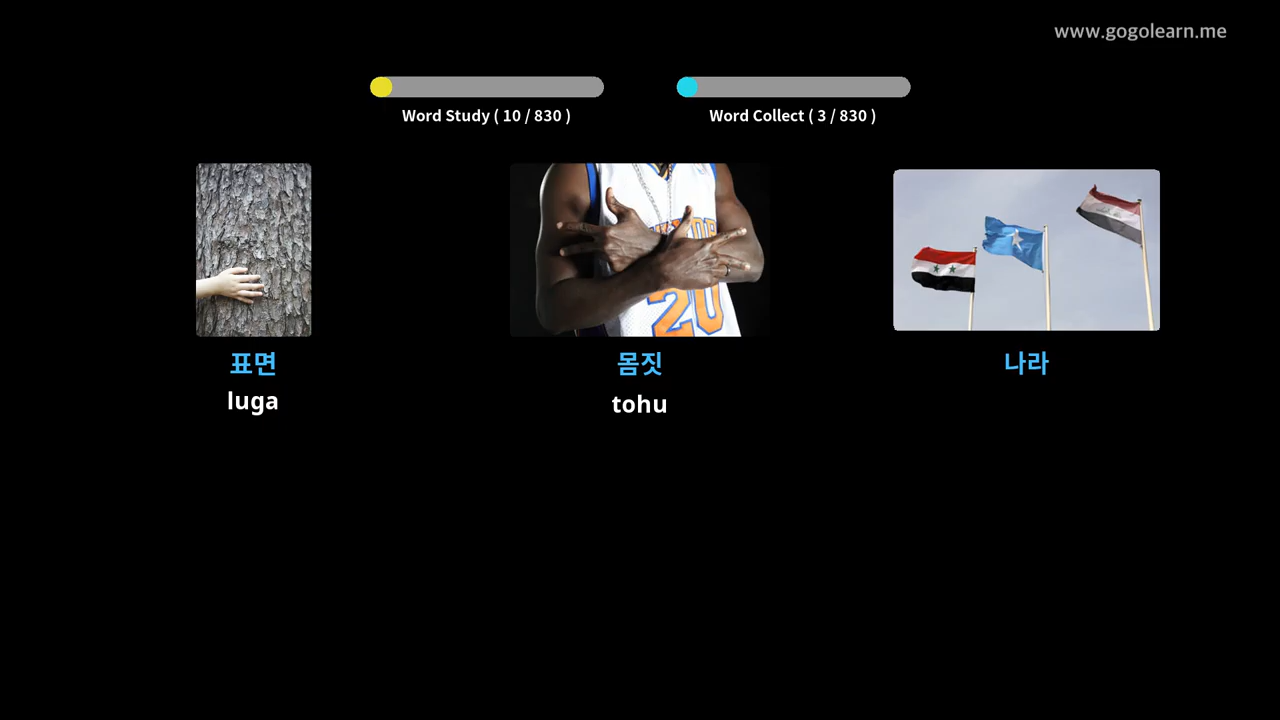 www.gogolearn.me
Word Study ( 10 / 830 )
Word Collect ( 3 / 830 )
20
표면
몸짓
나라
luga
tohu